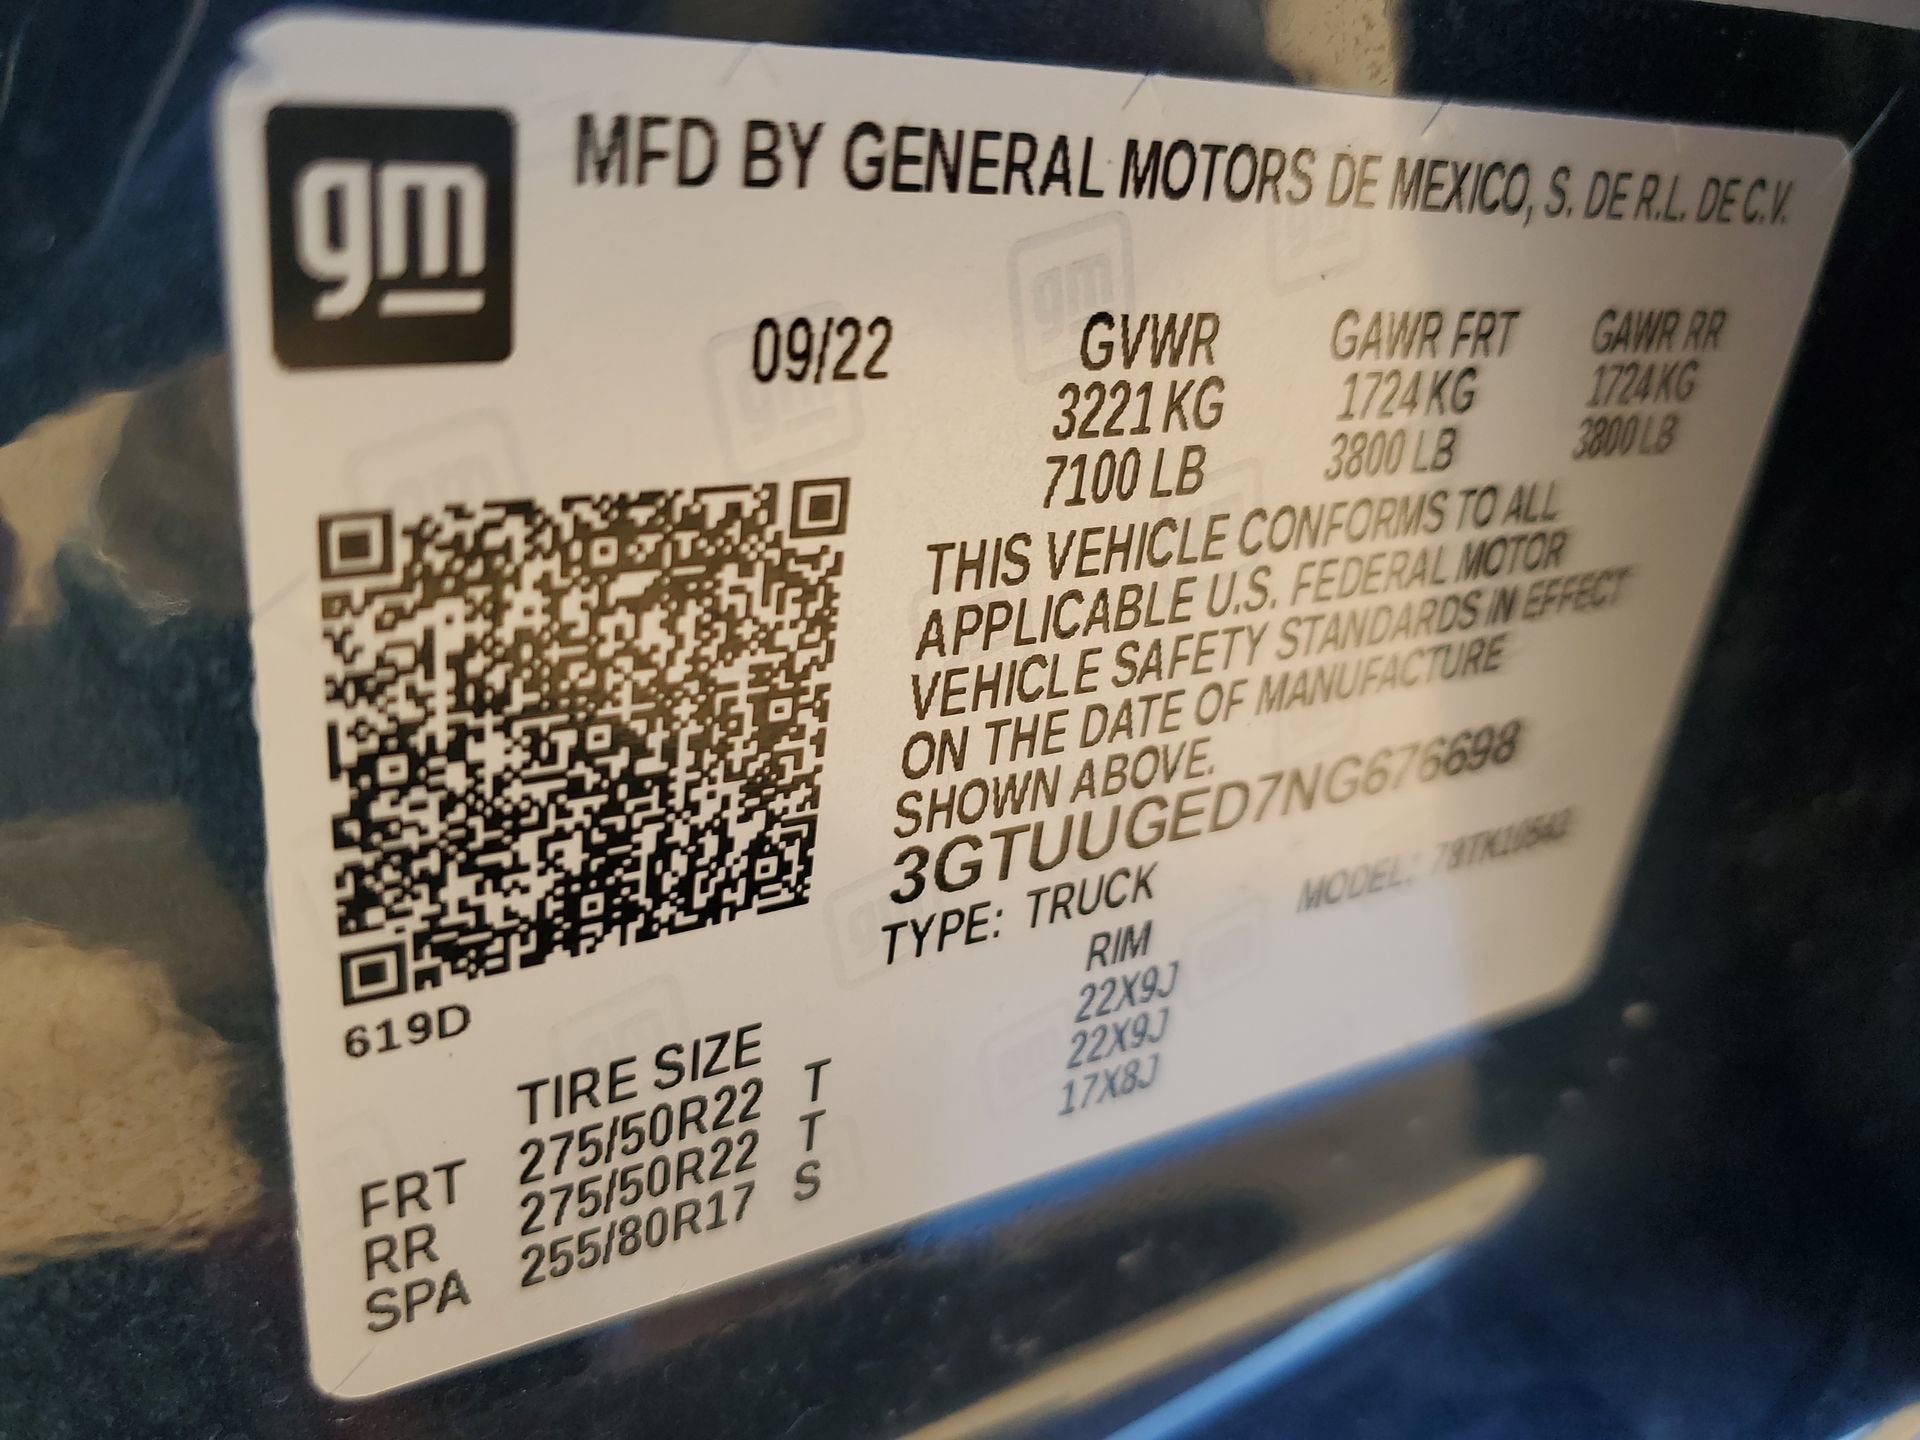 gm
MFD BY GENERAL MOTORS DE MEXICO, S. DE R.L. DE C.V.
09/22 GVWR GAWR FRT GAWR RR
3221 KG 1724 KG 1724 KG
7100 LB 3800 LB 3800 LB
THIS VEHICLE CONFORMS TO ALL
APPLICABLE U.S. FEDERAL MOTOR
VEHICLE SAFETY STANDARDS IN EFFECT
ON THE DATE OF MANUFACTURE
SHOWN ABOVE.
3GTUUGED7NG676698
TYPE: TRUCK MODEL:
619D
TIRE SIZE RIM
FRT 275/50R22 T 22X9J
RR 275/50R22 T 22X9J
SPA 255/80R17 S 17X8J